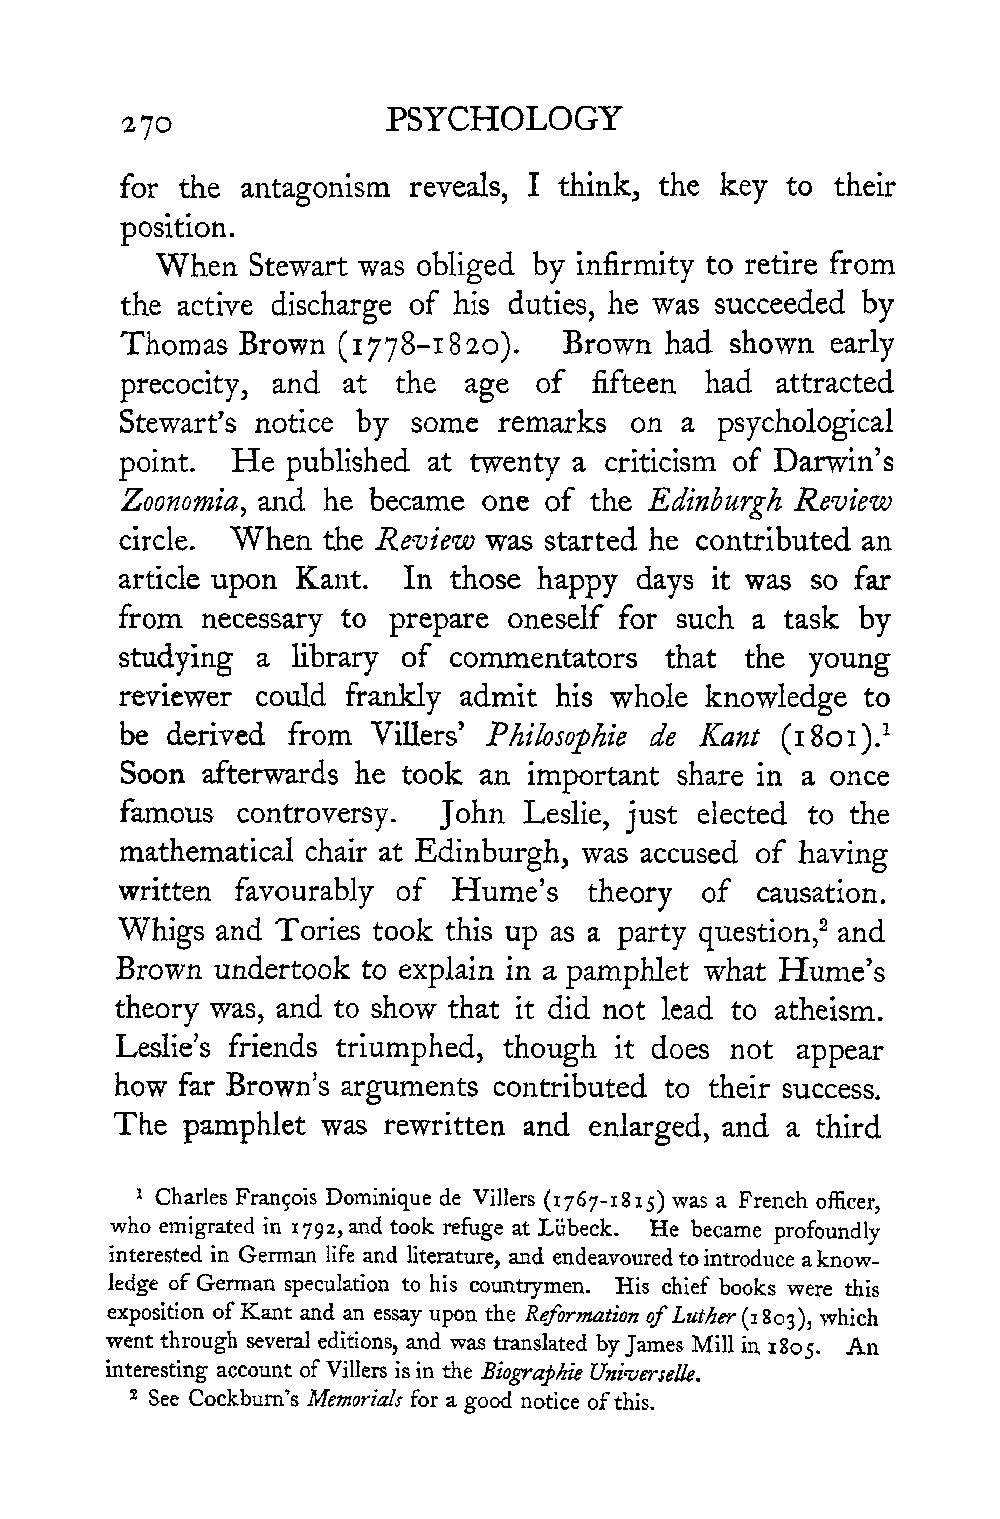 270 PSYCHOLOGY
for the antagonism reveals, I think, the key to their
position.
When Stewart was obliged by infirmity to retire from
the active discharge of his duties, he was succeeded by
Thomas Brown (1778–1820). Brown had shown early
precocity, and at the age of fifteen had attracted
Stewart's notice by some remarks on a psychological
point. He published at twenty a criticism of Darwin's
Zoonomia, and he became one of the Edinburgh Review
circle. When the Review was started he contributed an
article upon Kant. In those happy days it was so far
from necessary to prepare oneself for such a task by
studying a library of commentators that the young
reviewer could frankly admit his whole knowledge to
be derived from Villers' Philosophie de Kant (1801).¹
Soon afterwards he took an important share in a once
famous controversy. John Leslie, just elected to the
mathematical chair at Edinburgh, was accused of having
written favourably of Hume's theory of causation.
Whigs and Tories took this up as a party question,² and
Brown undertook to explain in a pamphlet what Hume's
theory was, and to show that it did not lead to atheism.
Leslie's friends triumphed, though it does not appear
how far Brown's arguments contributed to their success.
The pamphlet was rewritten and enlarged, and a third
¹ Charles François Dominique de Villers (1767-1815) was a French officer,
who emigrated in 1792, and took refuge at Lübeck. He became profoundly
interested in German life and literature, and endeavoured to introduce a know-
ledge of German speculation to his countrymen. His chief books were this
exposition of Kant and an essay upon the Reformation of Luther (1803), which
went through several editions, and was translated by James Mill in 1805. An
interesting account of Villers is in the Biographie Universelle.
² See Cockburn's Memorials for a good notice of this.